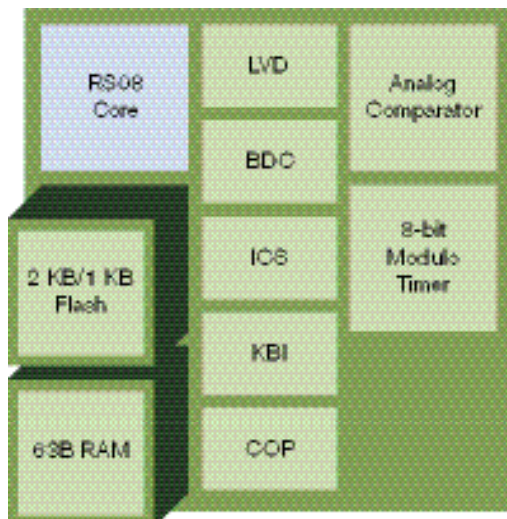 RS08
Core
LVD
Analog
Comparator
BDC
8-bit
Module
Timer
ICS
2 KB/1 KB
Flash
KBI
63B RAM
COP